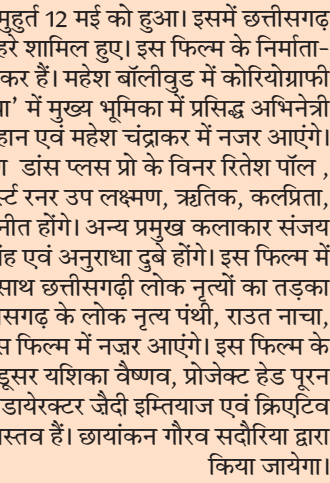 मुहुर्त 12 मई को हुआ। इसमें छत्तीसगढ़
हरे शामिल हुए। इस फिल्म के निर्माता-
कर हैं। महेश बॉलीवुड में कोरियोग्राफी
में मुख्य भूमिका में प्रसिद्ध अभिनेत्री
हान एवं महेश चंद्राकर में नजर आएंगे।
डांस प्लस प्रो के विनर रितेश पॉल ,
र्स्ट रनर उप लक्ष्मण, ऋतिक, कलप्रिता,
नीत होंगे। अन्य प्रमुख कलाकार संजय
एवं अनुराधा दुबे होंगे। इस फिल्म में
साथ छत्तीसगढ़ी लोक नृत्यों का तड़का
सगढ़ के लोक नृत्य पंथी, राउत नाचा,
फिल्म में नज़र आएंगे। इस फिल्म के
डूसर यशिका वैष्णव, प्रोजेक्ट हेड पूरन
डायेरक्टर ज़ैदी इम्तियाज एवं क्रिएटिव
स्तव हैं। छायांकन गौरव सदौरिया द्वारा
किया जायेगा।